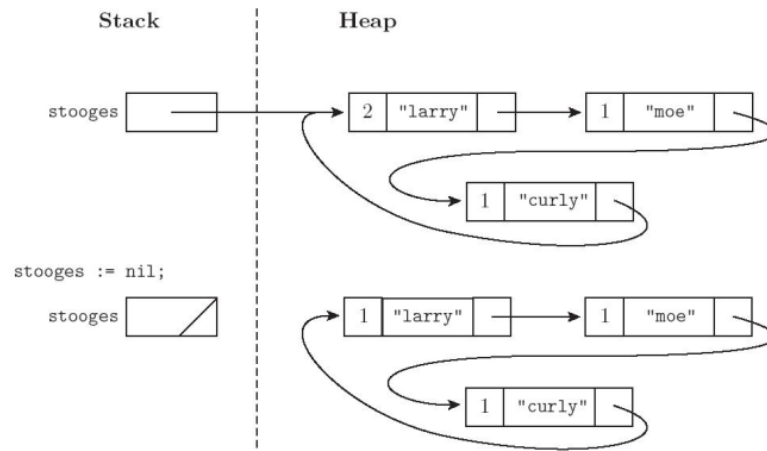 Stack Heap
stooges 2 "larry" 1 "moe"
1 "curly"
stooges := nil;
stooges 1 "larry" 1 "moe"
1 "curly"